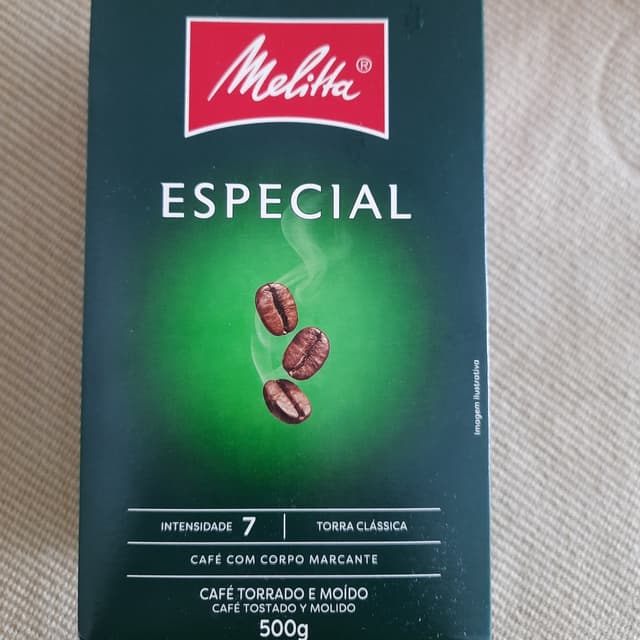 Melitta®
ESPECIAL
Imagem ilustrativa
INTENSIDADE 7 | TORRA CLÁSSICA
CAFÉ COM CORPO MARCANTE
CAFÉ TORRADO E MOÍDO
CAFÉ TOSTADO Y MOLIDO
500g